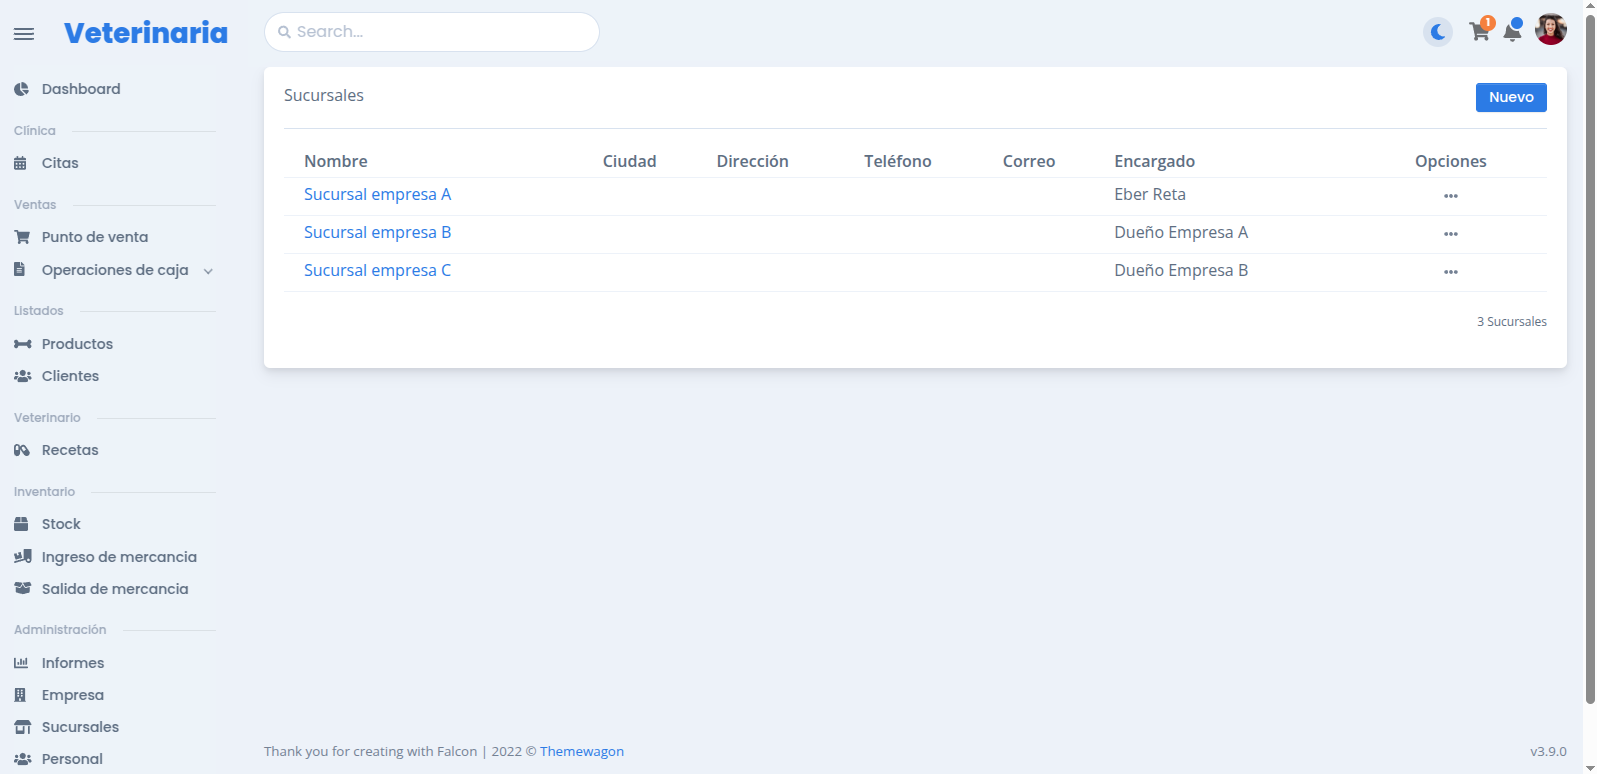 Veterinaria
Search...
1
Dashboard
Clínica
Citas
Ventas
Punto de venta
Operaciones de caja
Listados
Productos
Clientes
Veterinario
Recetas
Inventario
Stock
Ingreso de mercancia
Salida de mercancia
Administración
Informes
Empresa
Sucursales
Personal
Sucursales
Nuevo
Nombre Ciudad Dirección Teléfono Correo Encargado Opciones
Sucursal empresa A Eber Reta
Sucursal empresa B Dueño Empresa A
Sucursal empresa C Dueño Empresa B
3 Sucursales
Thank you for creating with Falcon | 2022 © Themewagon
v3.9.0